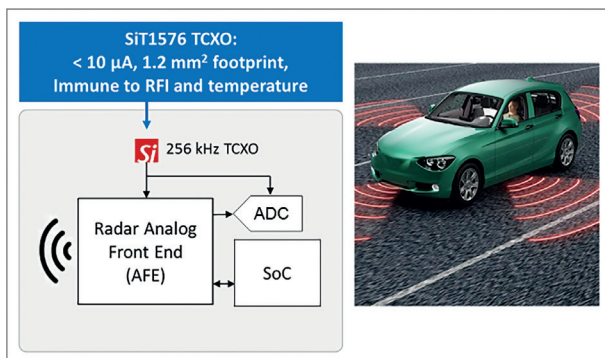 SiT1576 TCXO:
< 10 µA, 1.2 mm² footprint,
Immune to RFI and temperature
Si 256 kHz TCXO
Radar Analog
Front End
(AFE)
ADC
SoC